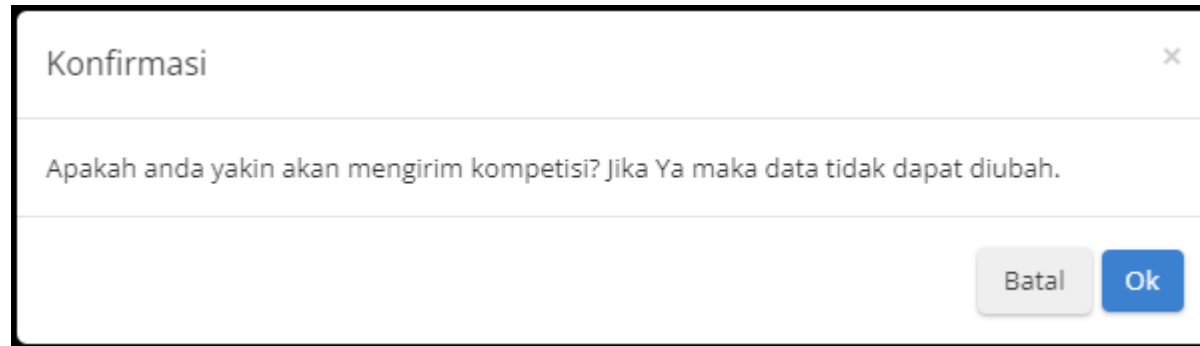 Konfirmasi ×
Apakah anda yakin akan mengirim kompetisi? Jika Ya maka data tidak dapat diubah.
Batal Ok